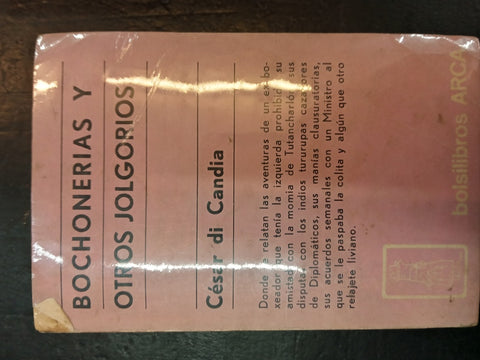 BOCHONERIAS Y
OTROS JOLGORIOS
César di Candia
Donde se relatan las aventuras de un ex bo-
xeador que tenía la izquierda prohibida, su
amistad con la momia de Tutancharlón, sus
disputas con los indios tururupas cazadores
de Diplomáticos, sus manías clausuratorias,
sus acuerdos semanales con un Ministro al
que se le paspaba la colita y algún que otro
relajete liviano.
bolsilibros ARCA